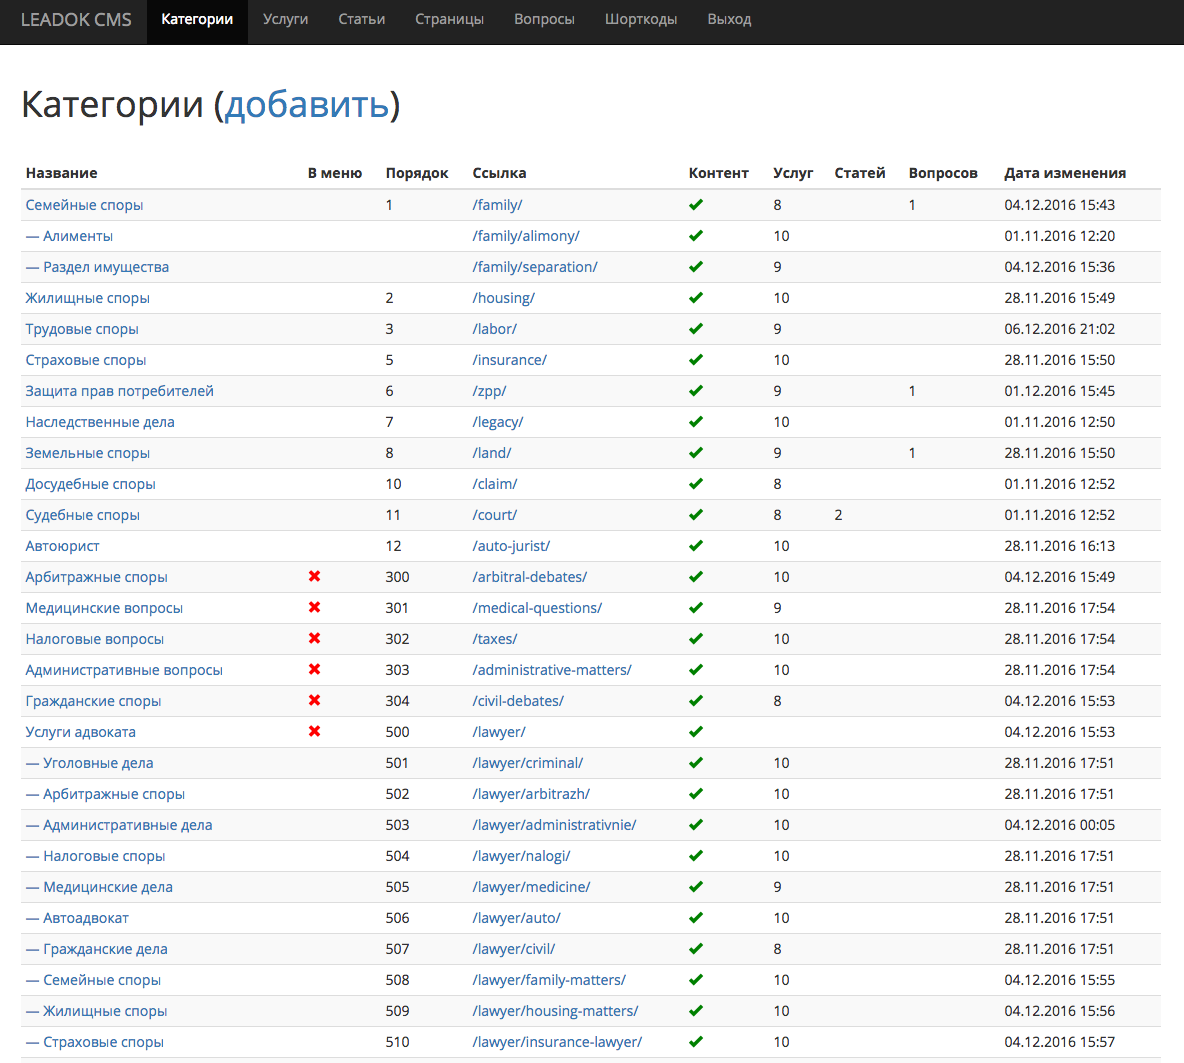 LEADOK CMS Категории Услуги Статьи Страницы Вопросы Шорткоды Выход
Категории (добавить)
Название В меню Порядок Ссылка Контент Услуг Статей Вопросов Дата изменения
Семейные споры 1 /family/ 8 1 04.12.2016 15:43
— Алименты /family/alimony/ 10 01.11.2016 12:20
— Раздел имущества /family/separation/ 9 04.12.2016 15:36
Жилищные споры 2 /housing/ 10 28.11.2016 15:49
Трудовые споры 3 /labor/ 9 06.12.2016 21:02
Страховые споры 5 /insurance/ 10 28.11.2016 15:50
Защита прав потребителей 6 /zpp/ 9 1 01.12.2016 15:45
Наследственные дела 7 /legacy/ 10 01.11.2016 12:50
Земельные споры 8 /land/ 9 1 28.11.2016 15:50
Досудебные споры 10 /claim/ 8 01.11.2016 12:52
Судебные споры 11 /court/ 8 2 01.11.2016 12:52
Автоюрист 12 /auto-jurist/ 10 28.11.2016 16:13
Арбитражные споры 300 /arbitral-debates/ 10 04.12.2016 15:49
Медицинские вопросы 301 /medical-questions/ 9 28.11.2016 17:54
Налоговые вопросы 302 /taxes/ 10 28.11.2016 17:54
Административные вопросы 303 /administrative-matters/ 10 28.11.2016 17:54
Гражданские споры 304 /civil-debates/ 8 04.12.2016 15:53
Услуги адвоката 500 /lawyer/ 04.12.2016 15:53
— Уголовные дела 501 /lawyer/criminal/ 10 28.11.2016 17:51
— Арбитражные споры 502 /lawyer/arbitrazh/ 10 28.11.2016 17:51
— Административные дела 503 /lawyer/administrativnie/ 10 04.12.2016 00:05
— Налоговые споры 504 /lawyer/nalogi/ 10 28.11.2016 17:51
— Медицинские дела 505 /lawyer/medicine/ 9 28.11.2016 17:51
— Автоадвокат 506 /lawyer/auto/ 10 28.11.2016 17:51
— Гражданские дела 507 /lawyer/civil/ 8 28.11.2016 17:51
— Семейные споры 508 /lawyer/family-matters/ 10 04.12.2016 15:55
— Жилищные споры 509 /lawyer/housing-matters/ 10 04.12.2016 15:56
— Страховые споры 510 /lawyer/insurance-lawyer/ 10 04.12.2016 15:57